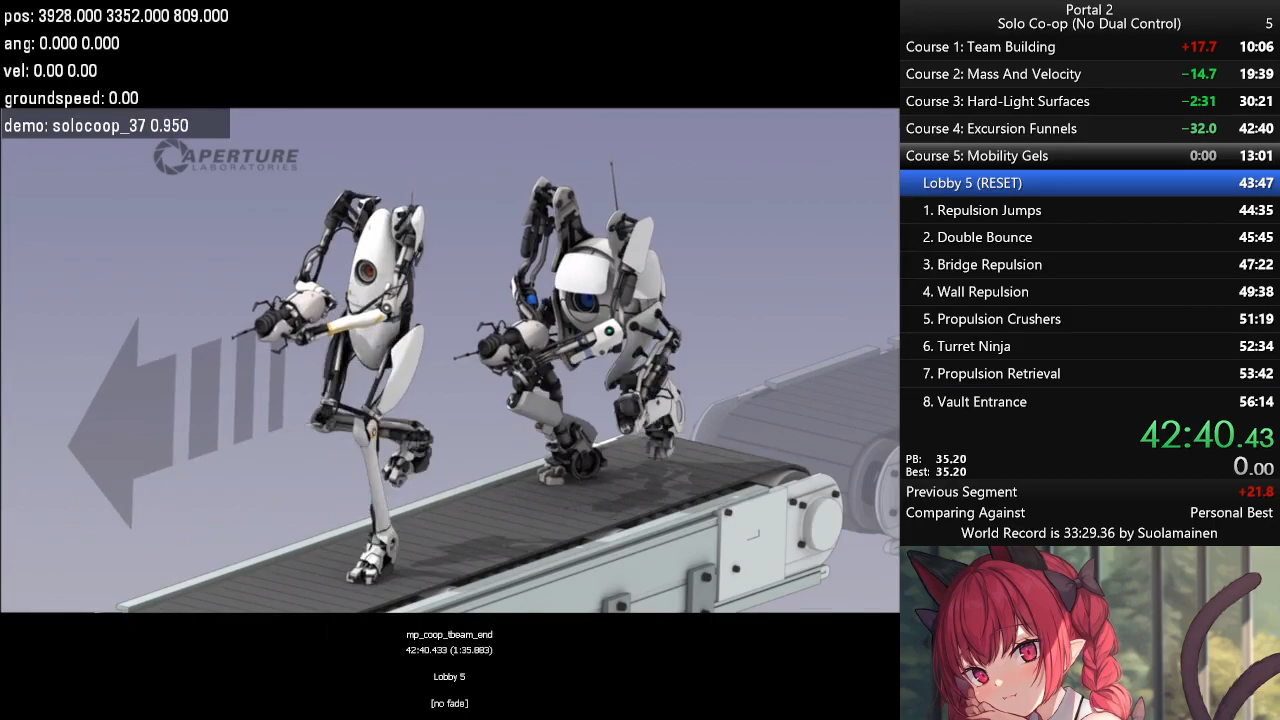 pos: 3928.000 3352.000 809.000
ang: 0.000 0.000
vel: 0.00 0.00
groundspeed: 0.00
demo: solocoop_37 0.950
APERTURE
LABORATORIES
mp_coop_tbeam_end
42:40.433 (1:35.883)
Lobby 5
[no fade]
Portal 2
Solo Co-op (No Dual Control) 5
Course 1: Team Building +17.7 10:06
Course 2: Mass And Velocity −14.7 19:39
Course 3: Hard-Light Surfaces −2:31 30:21
Course 4: Excursion Funnels −32.0 42:40
Course 5: Mobility Gels 0:00 13:01
Lobby 5 (RESET) 43:47
1. Repulsion Jumps 44:35
2. Double Bounce 45:45
3. Bridge Repulsion 47:22
4. Wall Repulsion 49:38
5. Propulsion Crushers 51:19
6. Turret Ninja 52:34
7. Propulsion Retrieval 53:42
8. Vault Entrance 56:14
42:40.43
PB: 35.20
Best: 35.20
0.00
Previous Segment +21.8
Comparing Against Personal Best
World Record is 33:29.36 by Suolamainen